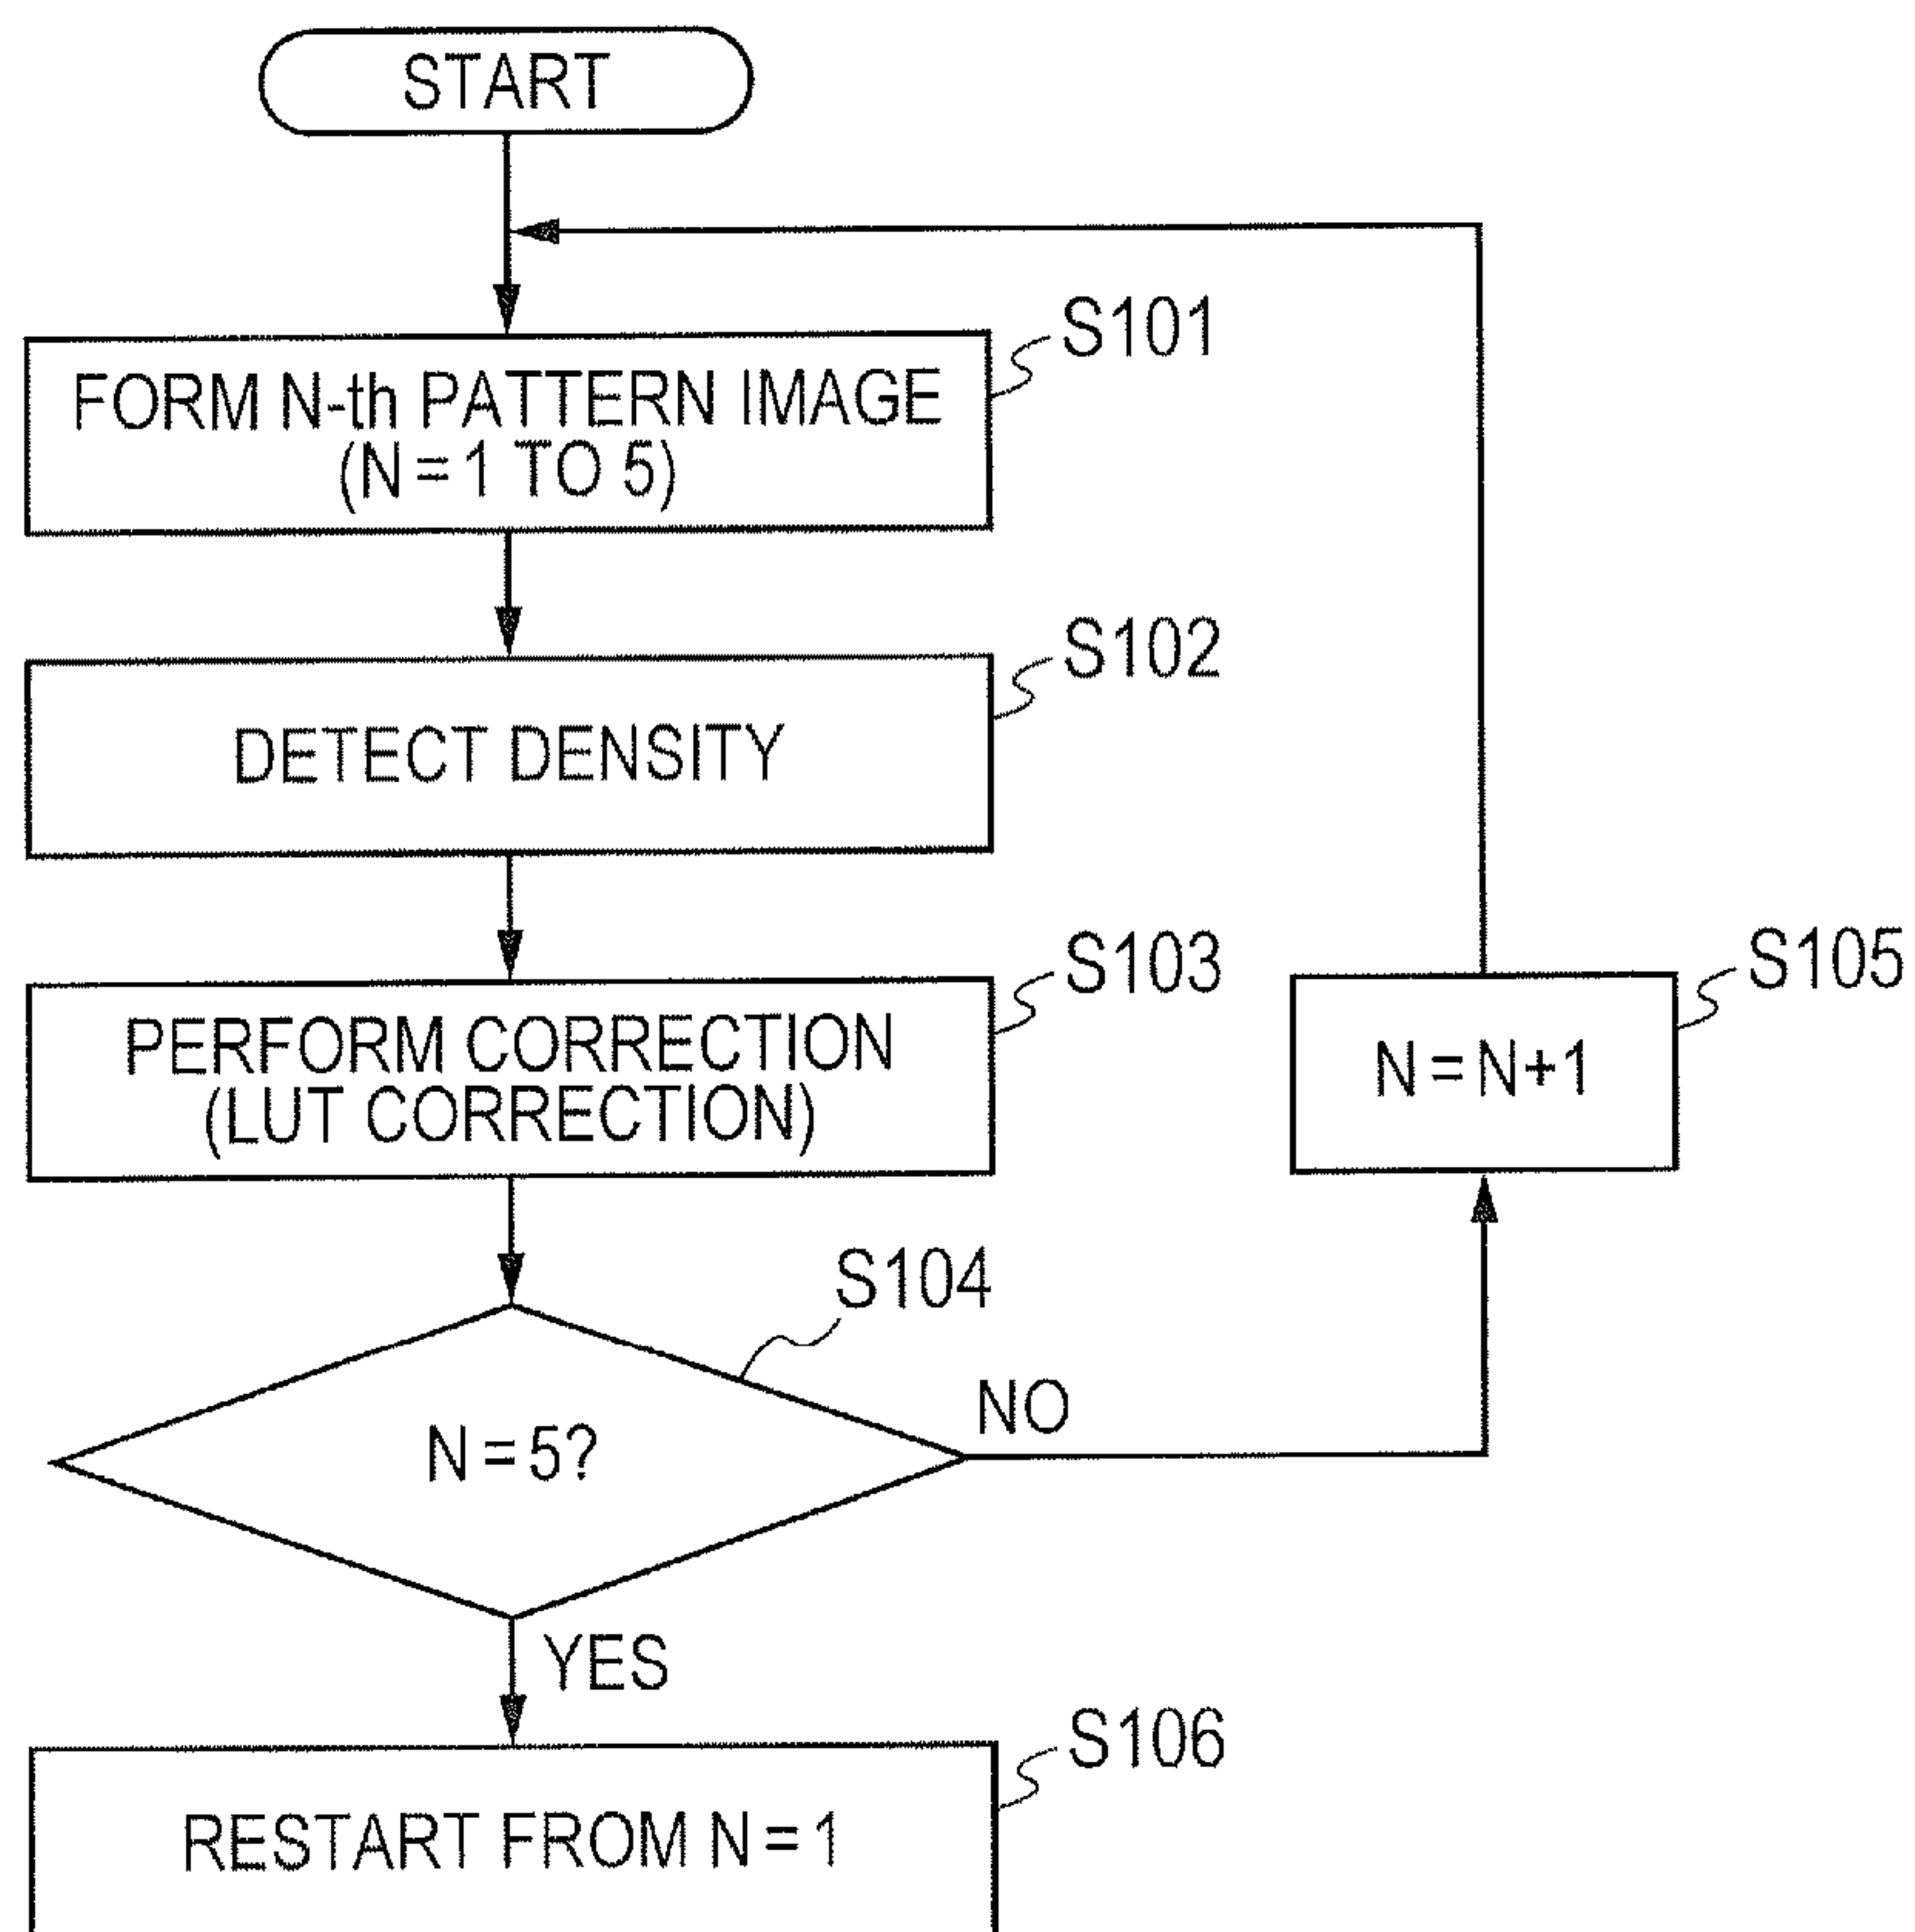 START
S101
FORM N-th PATTERN IMAGE
(N = 1 TO 5)
S102
DETECT DENSITY
S103
PERFORM CORRECTION
(LUT CORRECTION)
S105
N = N+1
S104
N = 5?
NO
YES
S106
RESTART FROM N = 1